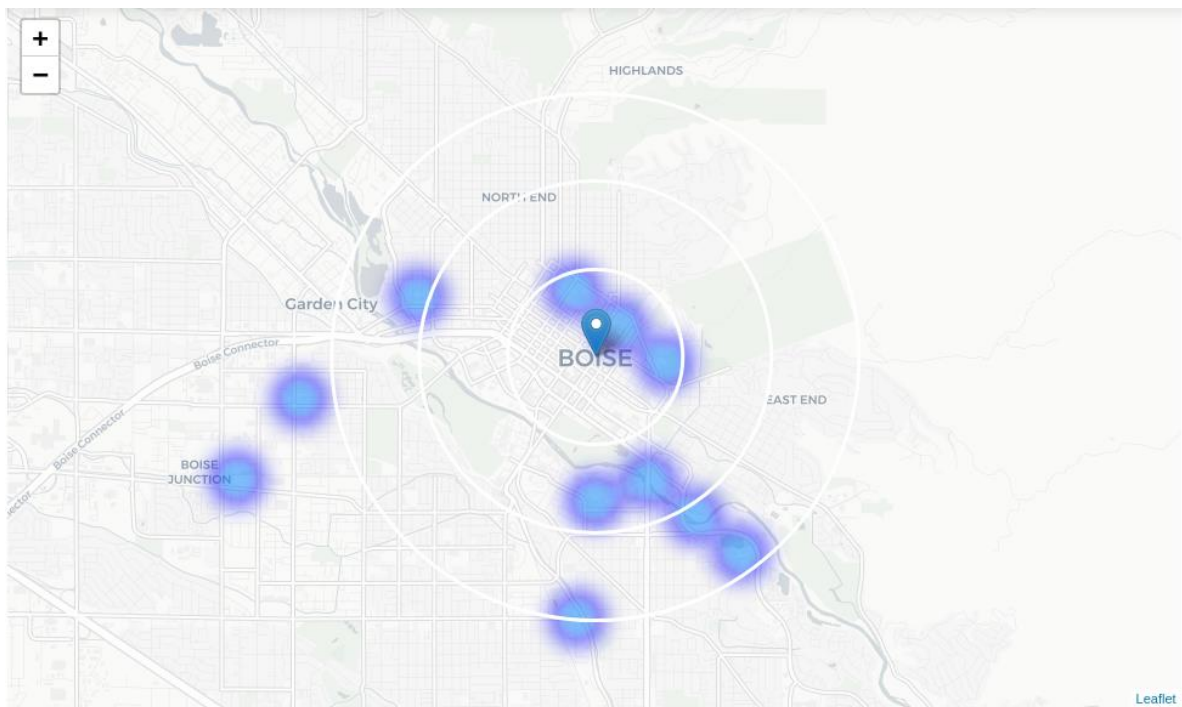 +
−
HIGHLANDS
NORTH END
Garden City
Boise Connector
BOISE
EAST END
Boise Connector
BOISE
JUNCTION
Leaflet